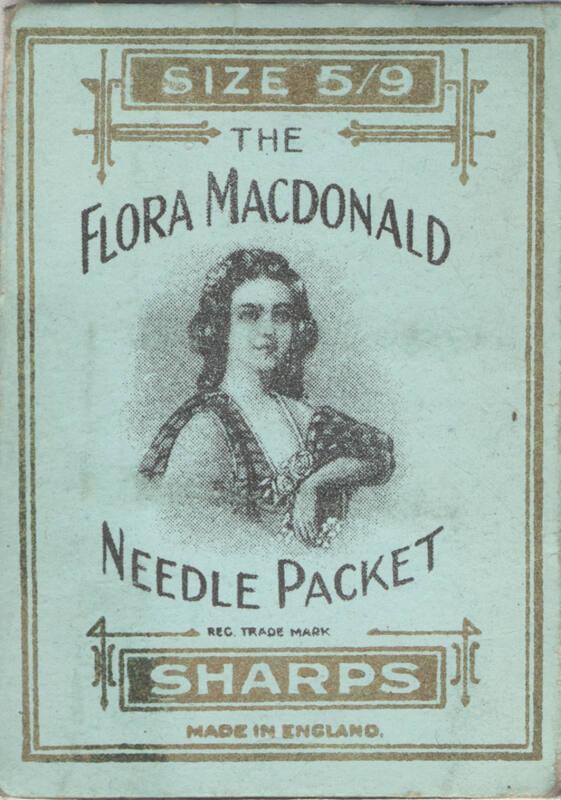 SIZE 5/9
THE
FLORA MACDONALD
NEEDLE PACKET
REG. TRADE MARK
SHARPS
MADE IN ENGLAND.